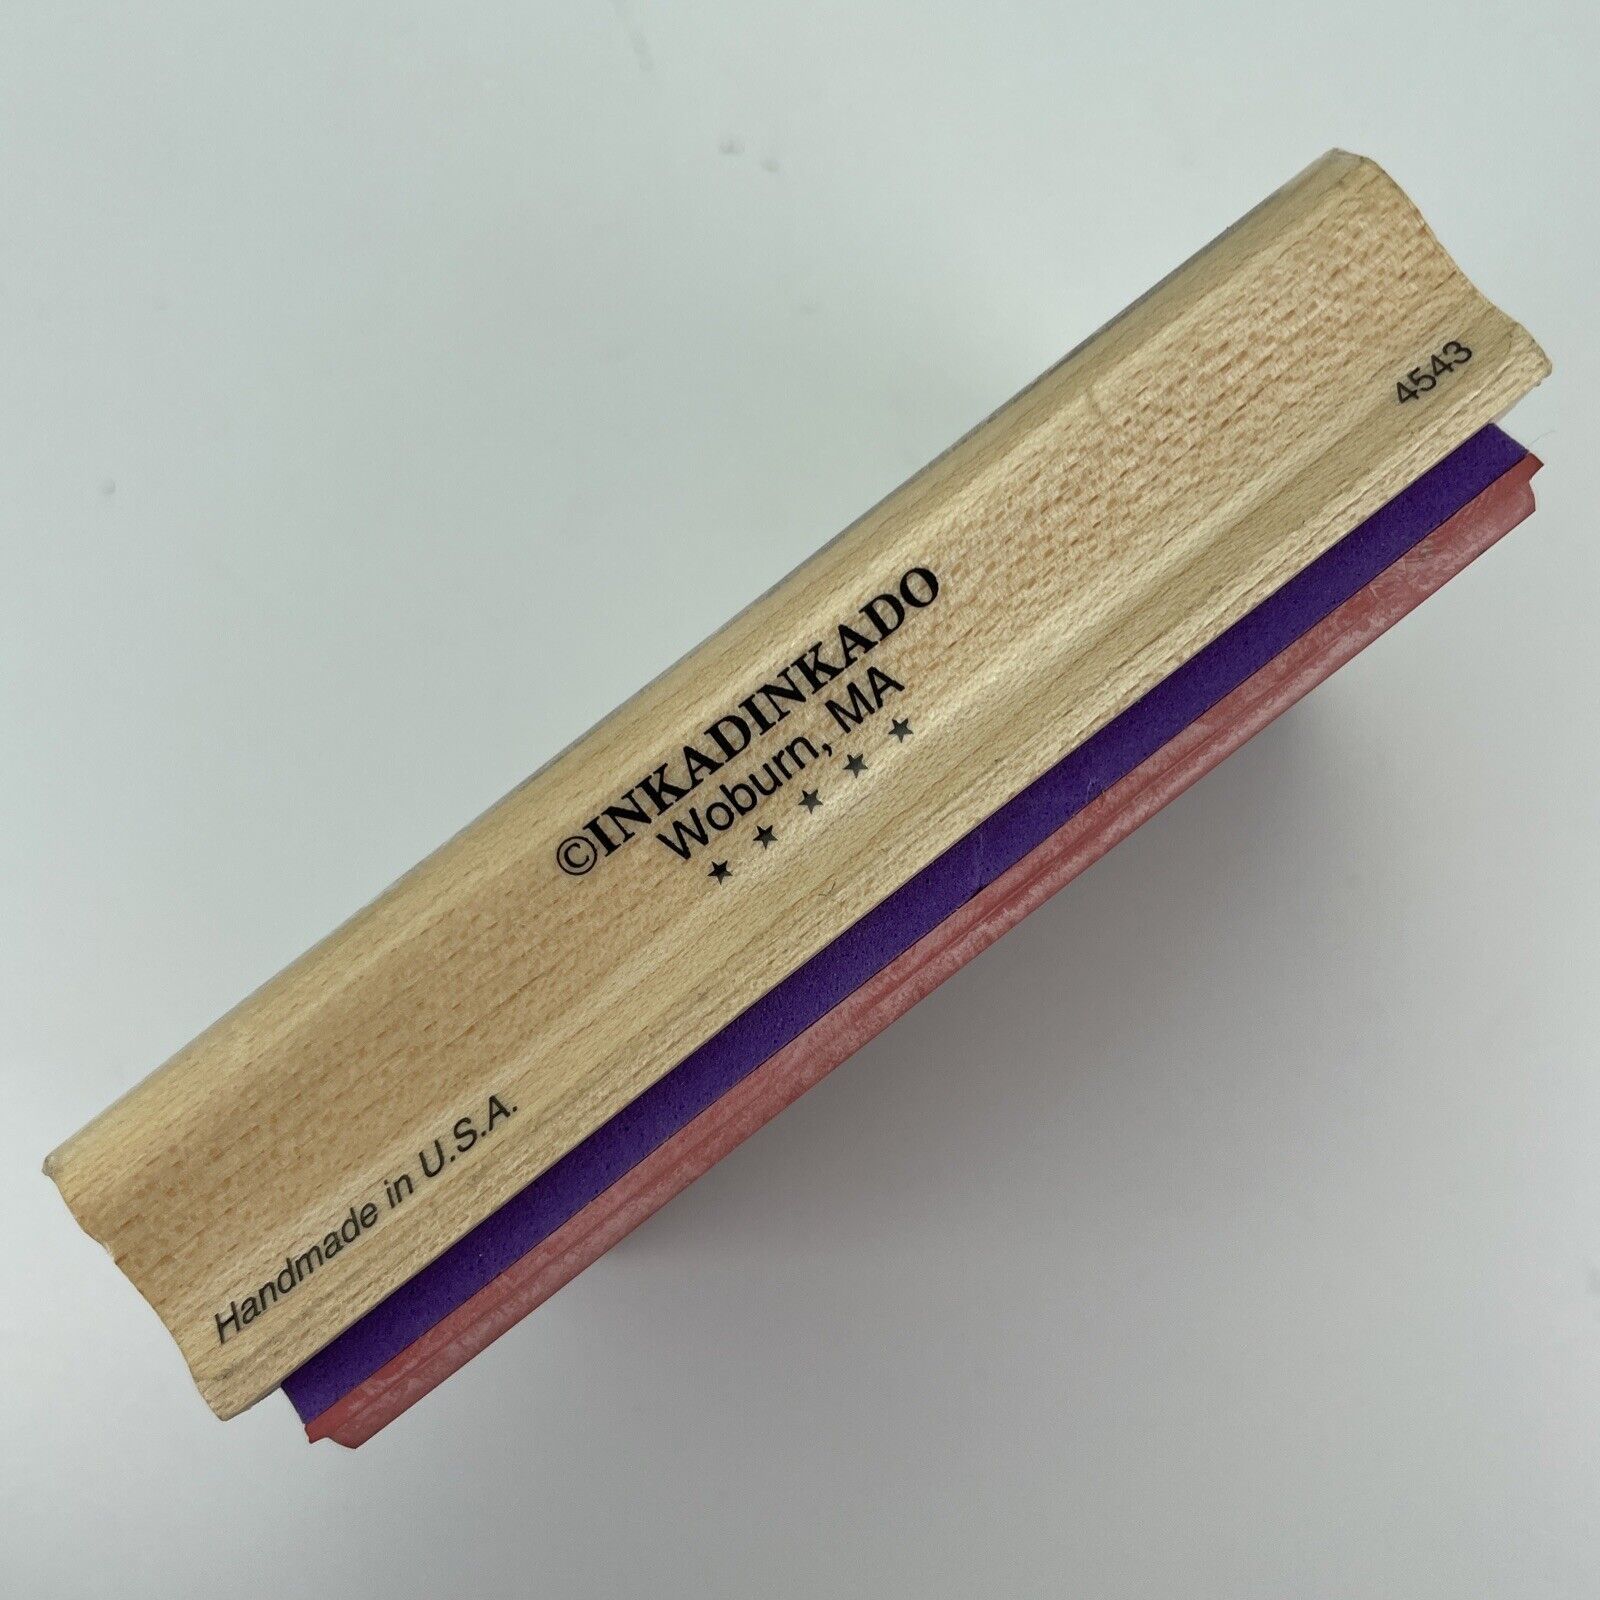 ©INKADINKADO
Woburn, MA
★ ★ ★ ★ ★
Handmade in U.S.A.
4543